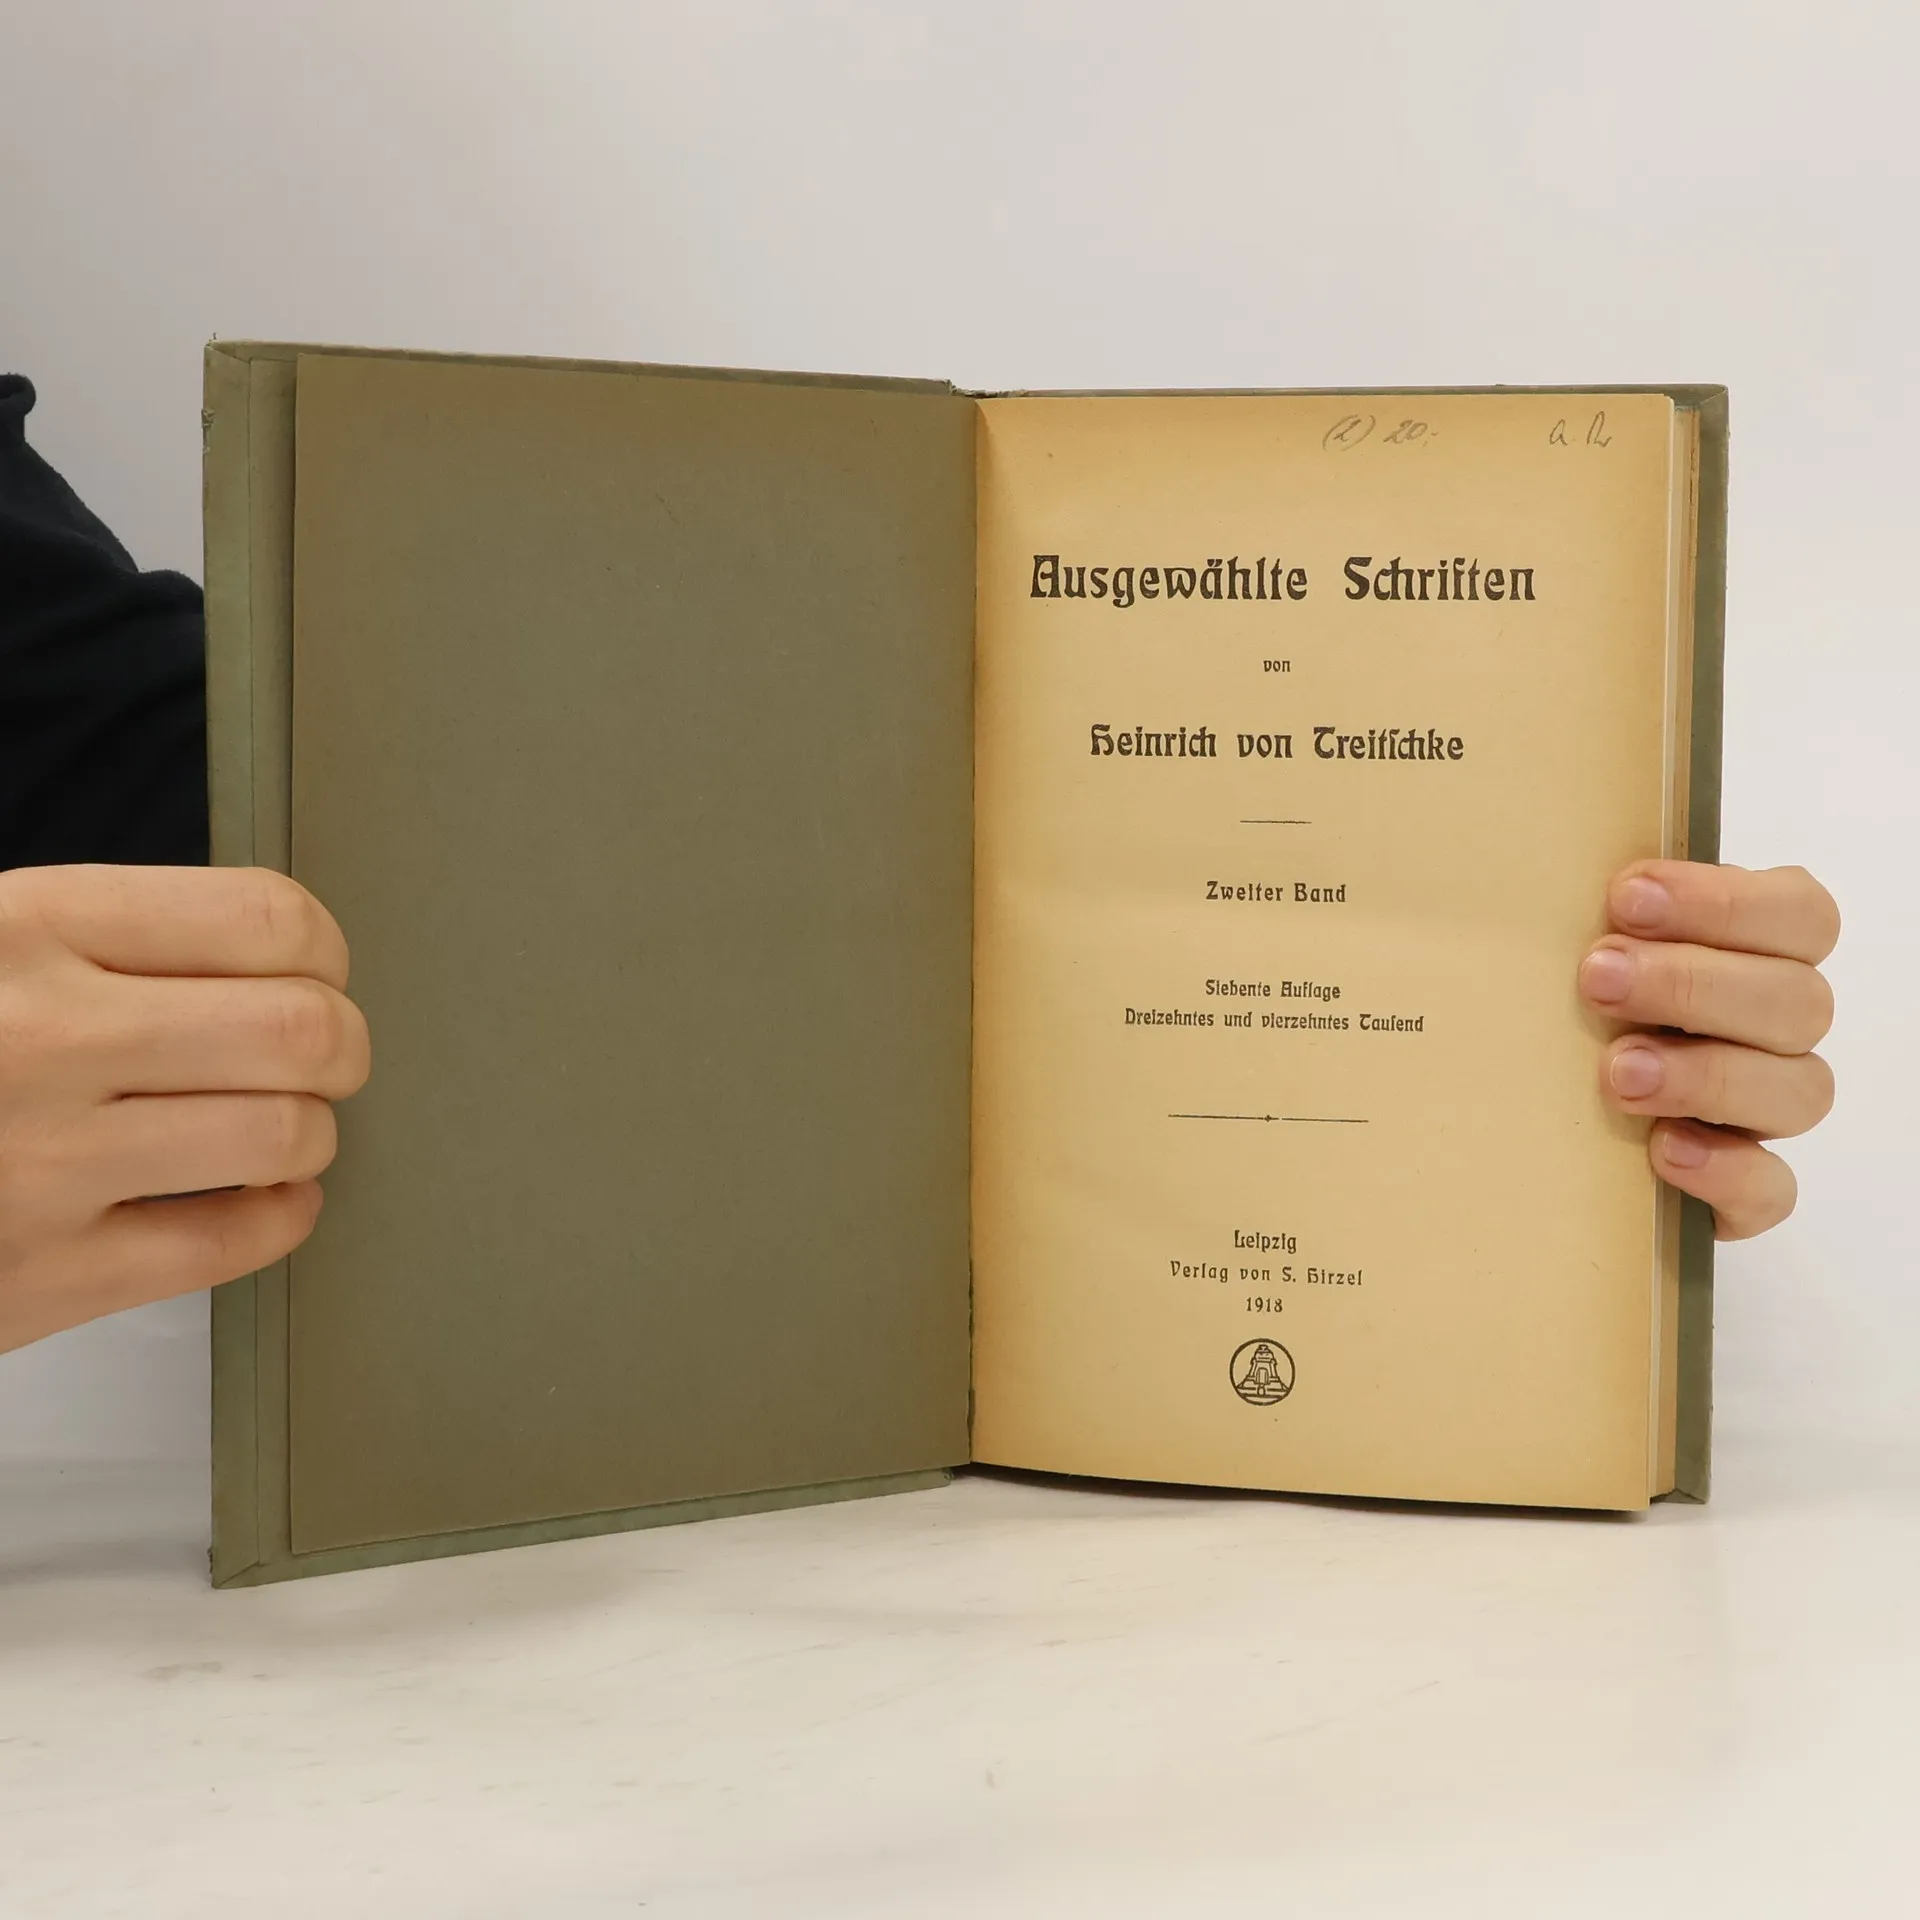 (2) 20.-
Ausgewählte Schriften
von
Heinrich von Treitschke
Zweiter Band
Siebente Auflage
Dreizehntes und vierzehntes Tausend
Leipzig
Verlag von S. Hirzel
1918